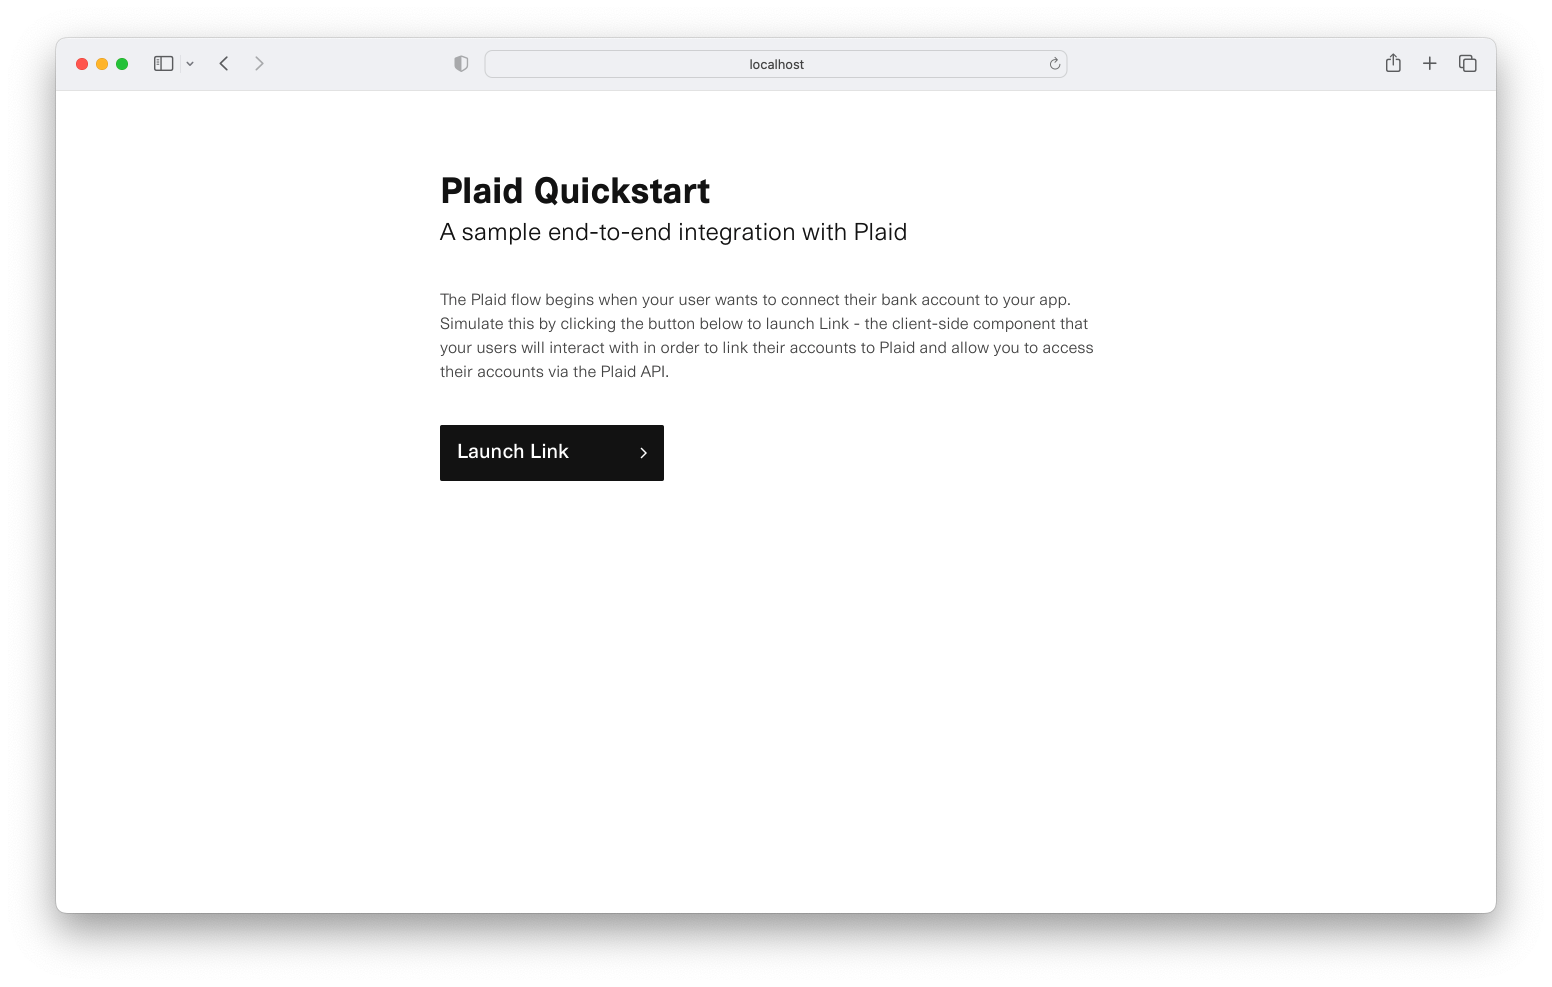 localhost
Plaid Quickstart
A sample end-to-end integration with Plaid
The Plaid flow begins when your user wants to connect their bank account to your app.
Simulate this by clicking the button below to launch Link - the client-side component that
your users will interact with in order to link their accounts to Plaid and allow you to access
their accounts via the Plaid API.
Launch Link